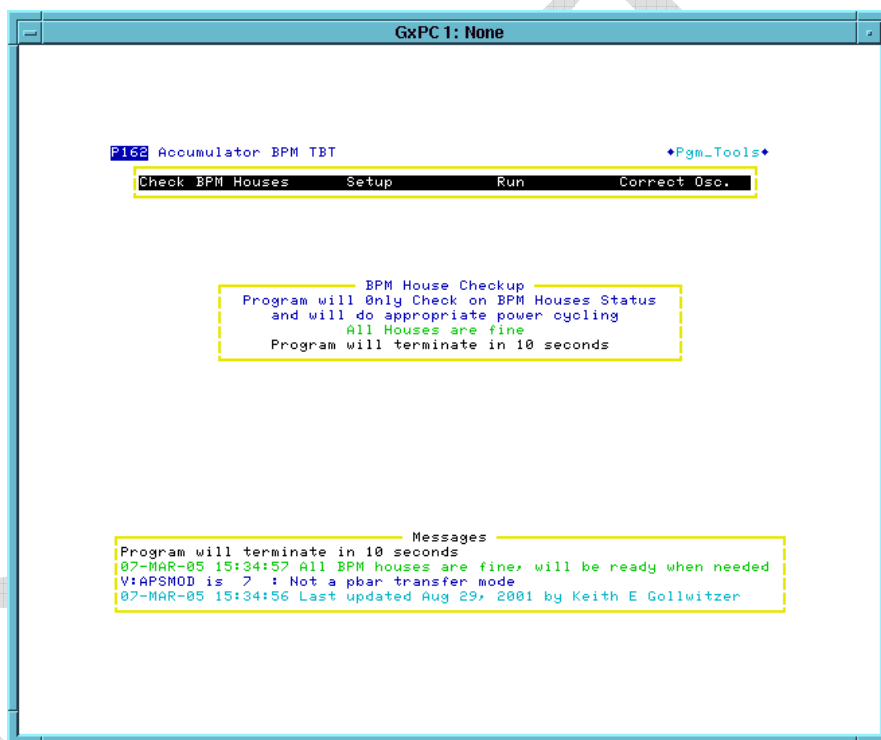 GxPC 1: None
P162 Accumulator BPM TBT ◆Pgm_Tools◆
Check BPM Houses Setup Run Correct Osc.
BPM House Checkup
Program will Only Check on BPM Houses Status
and will do appropriate power cycling
All Houses are fine
Program will terminate in 10 seconds
Messages
Program will terminate in 10 seconds
07-MAR-05 15:34:57 All BPM houses are fine, will be ready when needed
V:APSMOD is 7 : Not a pbar transfer mode
07-MAR-05 15:34:56 Last updated Aug 29, 2001 by Keith E Gollwitzer